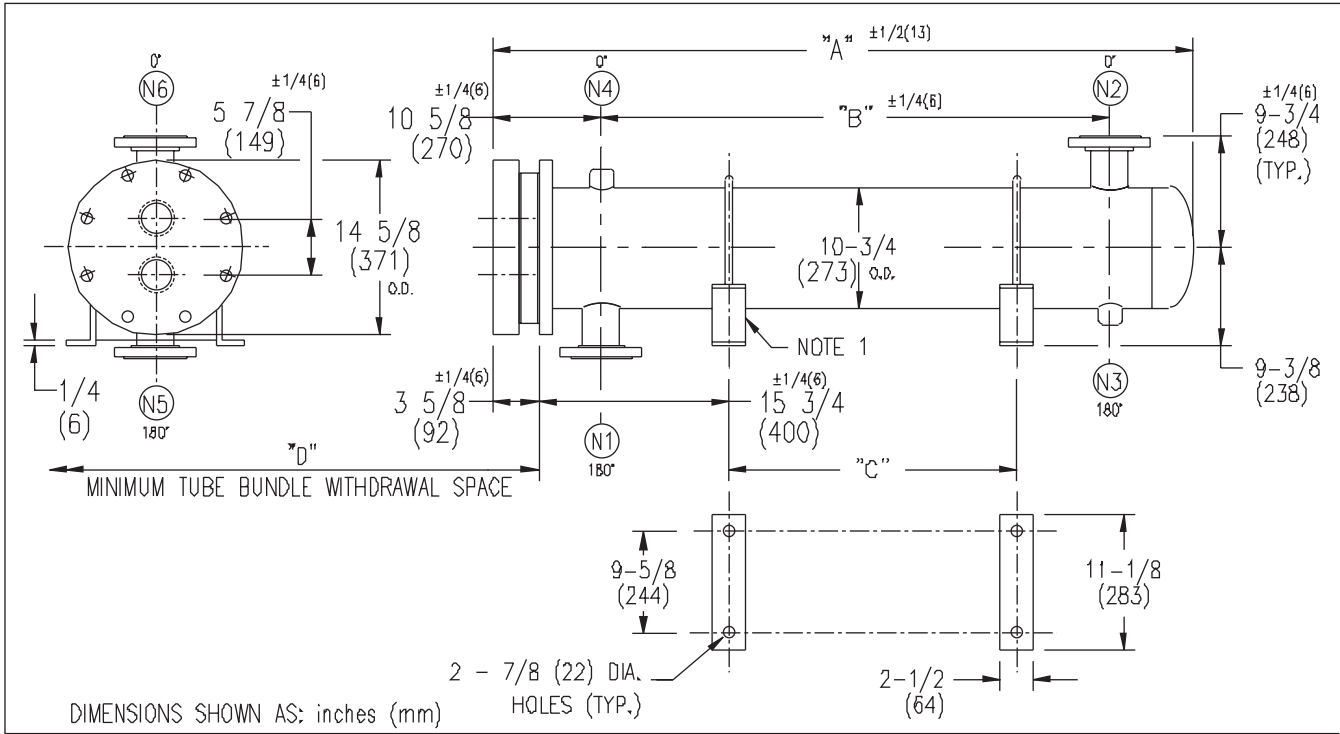 0°
N6
±1/4(6)
5 7/8
(149)
14 5/8
(371)
O.D.
1/4
(6)
N5
180°
"D"
MINIMUM TUBE BUNDLE WITHDRAWAL SPACE
"A" ±1/2(13)
±1/4(6)
10 5/8
(270)
0°
N4
"B" ±1/4(6)
0°
N2
±1/4(6)
9-3/4
(248)
(TYP.)
10-3/4
(273) O.D.
NOTE 1
±1/4(6)
3 5/8
(92)
N1
180°
±1/4(6)
15 3/4
(400)
N3
180°
9-3/8
(238)
"C"
9-5/8
(244)
11-1/8
(283)
2 - 7/8 (22) DIA.
HOLES (TYP.)
2-1/2
(64)
DIMENSIONS SHOWN AS: inches (mm)